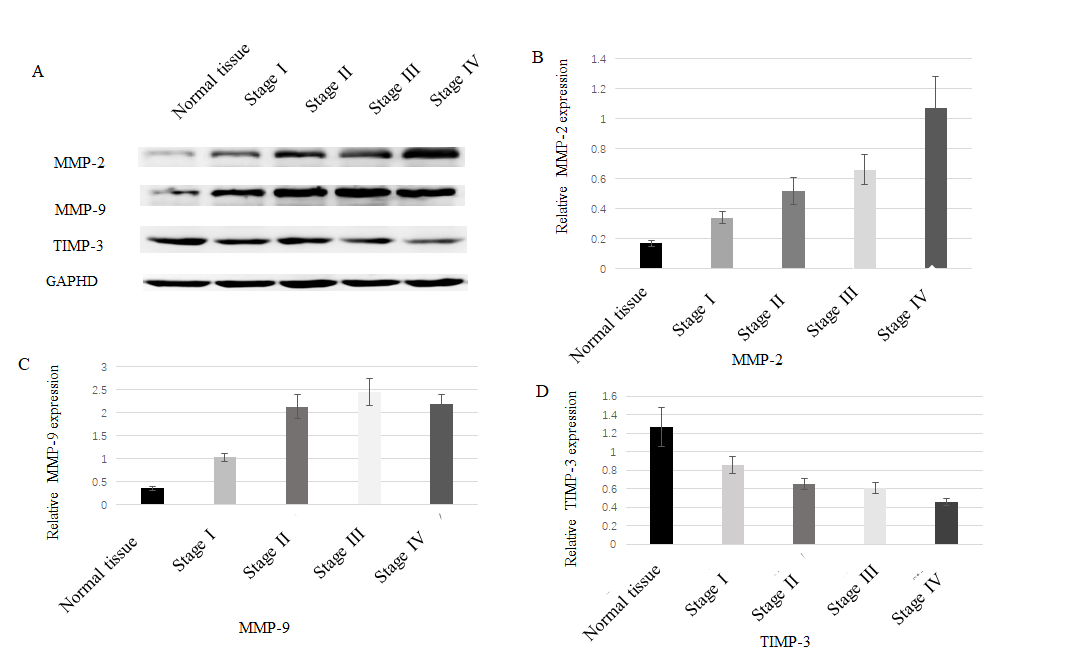 A
Normal tissue
Stage I
Stage II
Stage III
Stage IV
MMP-2
MMP-9
TIMP-3
GAPHD
B
Relative MMP-2 expression
1.4
1.2
1
0.8
0.6
0.4
0.2
0
Normal tissue
Stage I
Stage II
Stage III
Stage IV
MMP-2
C
Relative MMP-9 expression
3
2.5
2
1.5
1
0.5
0
Normal tissue
Stage I
Stage II
Stage III
Stage IV
MMP-9
D
Relative TIMP-3 expression
1.6
1.4
1.2
1
0.8
0.6
0.4
0.2
0
Normal tissue
Stage I
Stage II
Stage III
Stage IV
TIMP-3